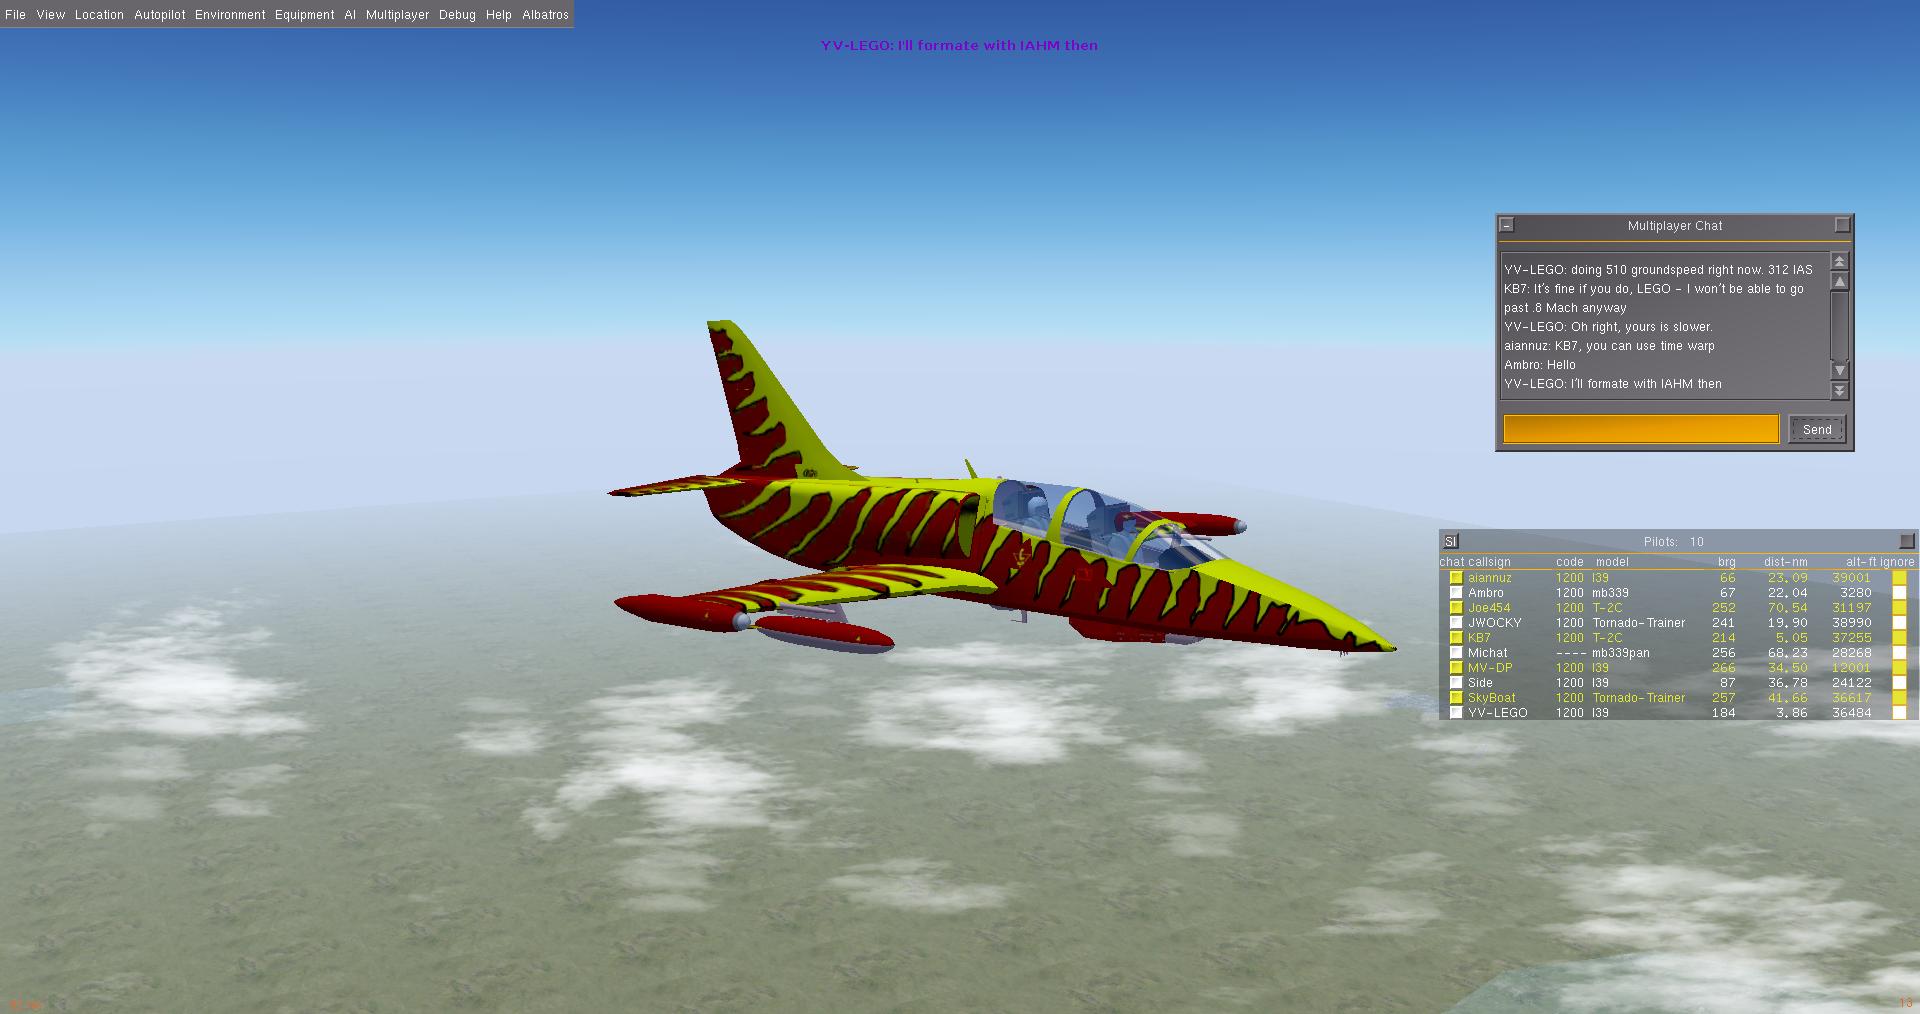 File View Location Autopilot Environment Equipment AI Multiplayer Debug Help Albatros
YV-LEGO: I'll formate with IAHM then
Multiplayer Chat
YV-LEGO: doing 510 groundspeed right now. 312 IAS
KB7: It's fine if you do, LEGO - I won't be able to go
past .8 Mach anyway
YV-LEGO: Oh right, yours is slower.
aiannuz: KB7, you can use time warp
Ambro: Hello
YV-LEGO: I'll formate with IAHM then
Send
SI Pilots: 10
chat callsign code model brg dist-nm alt-ft ignore
aiannuz 1200 l39 66 23.09 39001
Ambro 1200 mb339 67 22.04 3280
Joe454 1200 T-2C 252 70.54 31197
JWOCKY 1200 Tornado-Trainer 241 19.90 38990
KB7 1200 T-2C 214 5.05 37255
Michat ---- mb339pan 256 68.23 28268
MV-DP 1200 l39 266 34.50 12001
Side 1200 l39 87 36.78 24122
SkyBoat 1200 Tornado-Trainer 257 41.66 36617
YV-LEGO 1200 l39 184 3.86 36484
13